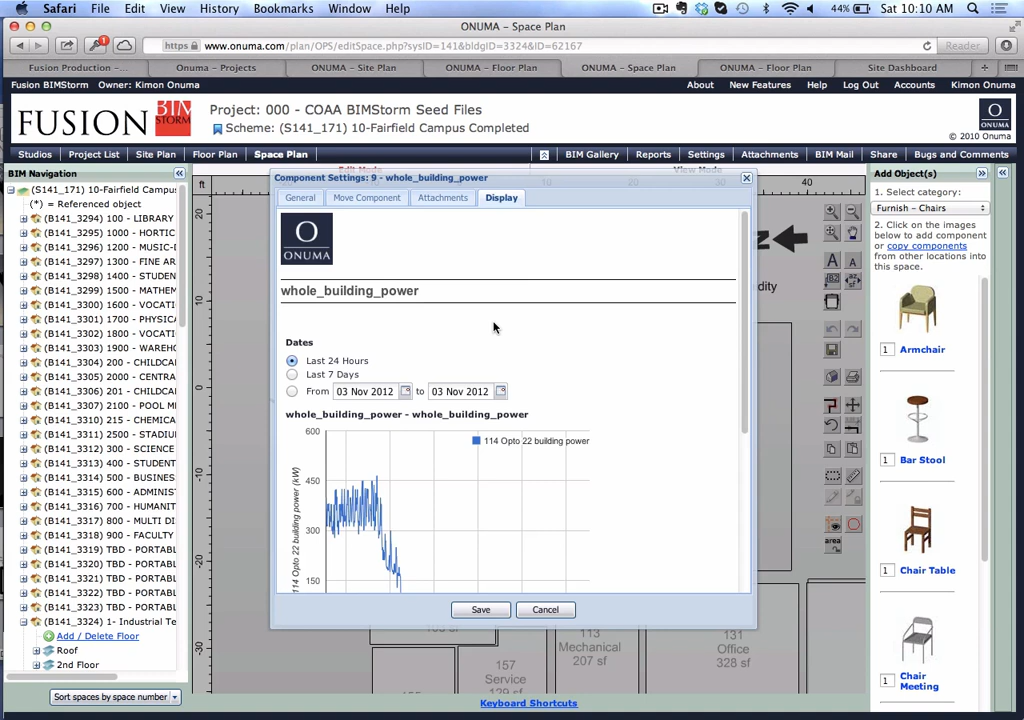 Safari File Edit View History Bookmarks Window Help 44% Sat 10:10 AM
ONUMA – Space Plan
https www.onuma.com/plan/OPS/editSpace.php?sysID=141&bldgID=3324&ID=62167 Reader
Fusion Production –... Onuma – Projects ONUMA – Site Plan ONUMA – Floor Plan ONUMA – Space Plan ONUMA – Floor Plan Site Dashboard
Fusion BIMStorm Owner: Kimon Onuma About New Features Help Log Out Accounts Kimon Onuma
FUSION BIM STORM
Project: 000 - COAA BIMStorm Seed Files
Scheme: (S141_171) 10-Fairfield Campus Completed
O ONUMA
© 2010 Onuma
Studios Project List Site Plan Floor Plan Space Plan BIM Gallery Reports Settings Attachments BIM Mail Share Bugs and Comments
BIM Navigation
(S141_171) 10-Fairfield Campus
(*) = Referenced object
(B141_3294) 100 - LIBRARY
(B141_3295) 1000 - HORTIC
(B141_3296) 1200 - MUSIC-
(B141_3297) 1300 - FINE AR
(B141_3298) 1400 - STUDEN
(B141_3299) 1500 - MATHEM
(B141_3300) 1600 - VOCATI
(B141_3301) 1700 - PHYSICA
(B141_3302) 1800 - VOCATI
(B141_3303) 1900 - WAREHO
(B141_3304) 200 - CHILDCA
(B141_3305) 2000 - CENTRA
(B141_3306) 201 - CHILDCA
(B141_3307) 2100 - POOL M
(B141_3310) 215 - CHEMICA
(B141_3311) 2500 - STADIU
(B141_3312) 300 - SCIENCE
(B141_3313) 400 - STUDENT
(B141_3314) 500 - BUSINES
(B141_3315) 600 - ADMINIS
(B141_3316) 700 - HUMANIT
(B141_3317) 800 - MULTI DI
(B141_3318) 900 - FACULTY
(B141_3319) TBD - PORTABL
(B141_3320) TBD - PORTABL
(B141_3321) TBD - PORTABL
(B141_3322) TBD - PORTABL
(B141_3323) TBD - PORTABL
(B141_3324) 1- Industrial Te
Add / Delete Floor
Roof
2nd Floor
Sort spaces by space number
Edit Mode View Mode
ft 10 20 30 40
20
10
0
-10
-20
-30
Component Settings: 9 - whole_building_power
General Move Component Attachments Display
O ONUMA
whole_building_power
Dates
Last 24 Hours
Last 7 Days
From 03 Nov 2012 to 03 Nov 2012
whole_building_power - whole_building_power
114 Opto 22 building power
114 Opto 22 building power (kW)
600
450
300
150
Save Cancel
dity
A A
area
113
Mechanical
207 sf
131
Office
328 sf
157
Service
129 sf
Keyboard Shortcuts
Add Object(s)
1. Select category:
Furnish – Chairs
2. Click on the images
below to add component
or copy components
from other locations into
this space.
1 Armchair
1 Bar Stool
1 Chair Table
1 Chair
Meeting